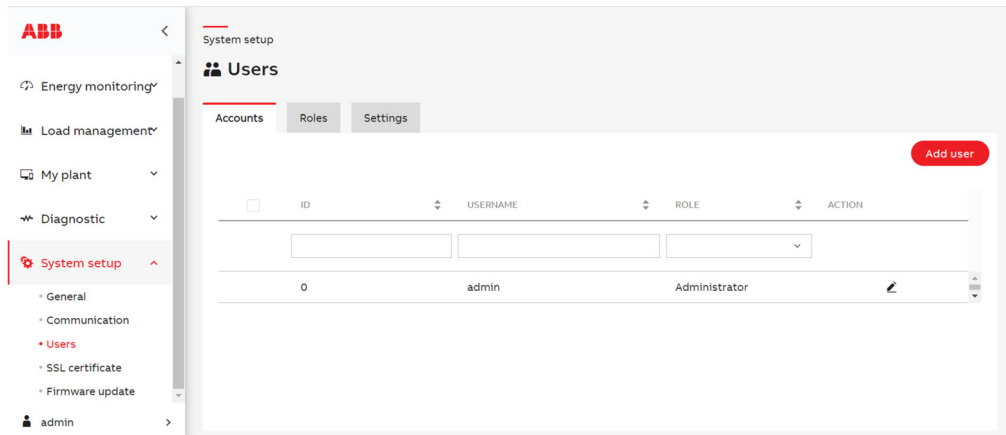 ABB
Energy monitoring
Load management
My plant
Diagnostic
System setup
General
Communication
Users
SSL certificate
Firmware update
admin
System setup
Users
Accounts Roles Settings
Add user
ID USERNAME ROLE ACTION
0 admin Administrator